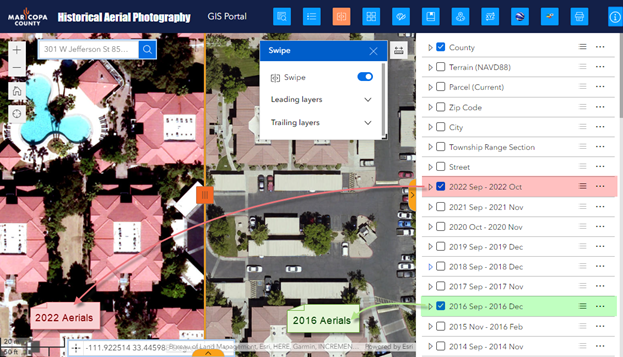 MARICOPA
COUNTY
Historical Aerial Photography
GIS Portal
301 W Jefferson St 85...
Swipe
Swipe
Leading layers
Trailing layers
County
Terrain (NAVD88)
Parcel (Current)
Zip Code
City
Township Range Section
Street
2022 Sep - 2022 Oct
2021 Sep - 2021 Nov
2020 Oct - 2020 Nov
2019 Sep - 2019 Dec
2018 Sep - 2018 Dec
2017 Sep - 2017 Nov
2016 Sep - 2016 Dec
2015 Nov - 2016 Feb
2014 Sep - 2014 Nov
2022 Aerials
2016 Aerials
20 m
50 ft
-111.922514 33.44598
Bureau of Land Management, Esri, HERE, Garmin, INCREMEN...
Powered by Esri